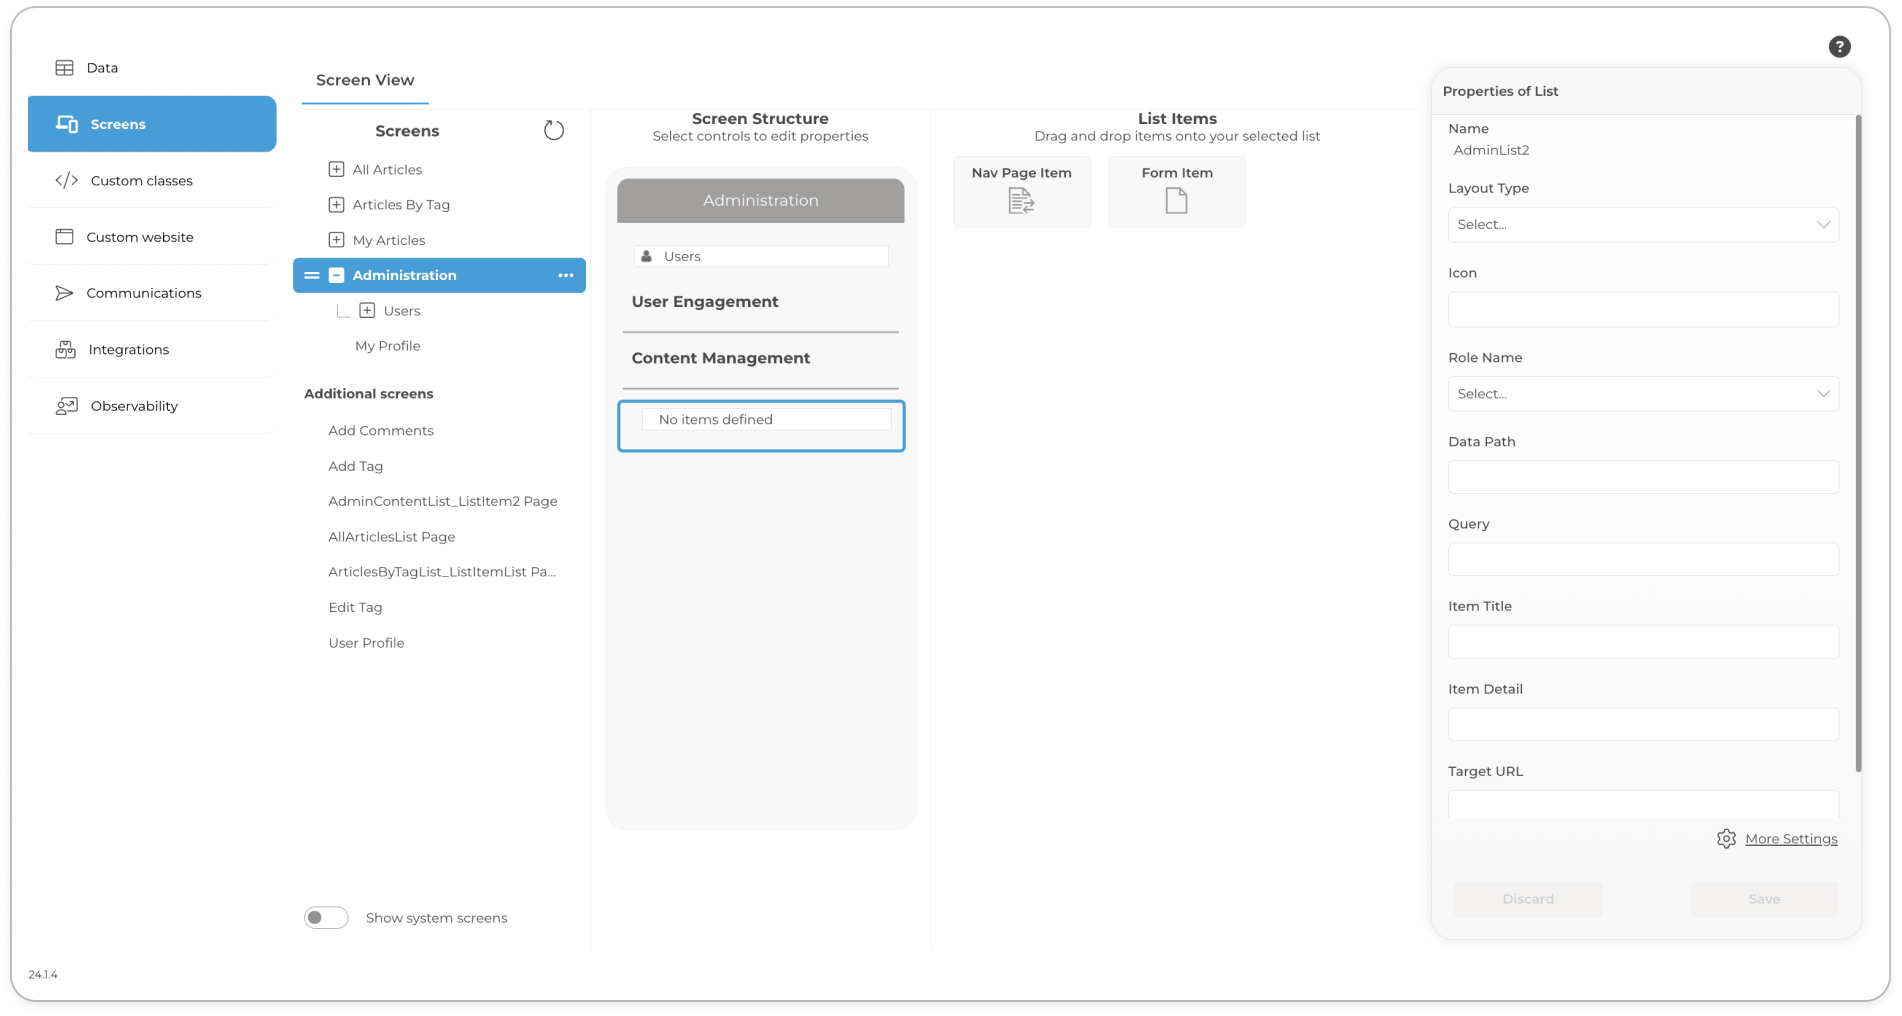 Data
Screens
Custom classes
Custom website
Communications
Integrations
Observability
24.1.4
Screen View
Screens
All Articles
Articles By Tag
My Articles
Administration
Users
My Profile
Additional screens
Add Comments
Add Tag
AdminContentList_ListItem2 Page
AllArticlesList Page
ArticlesByTagList_ListItemList Pa...
Edit Tag
User Profile
Show system screens
Screen Structure
Select controls to edit properties
Administration
Users
User Engagement
Content Management
No items defined
List Items
Drag and drop items onto your selected list
Nav Page Item
Form Item
?
Properties of List
Name
AdminList2
Layout Type
Select...
Icon
Role Name
Select...
Data Path
Query
Item Title
Item Detail
Target URL
More Settings
Discard
Save